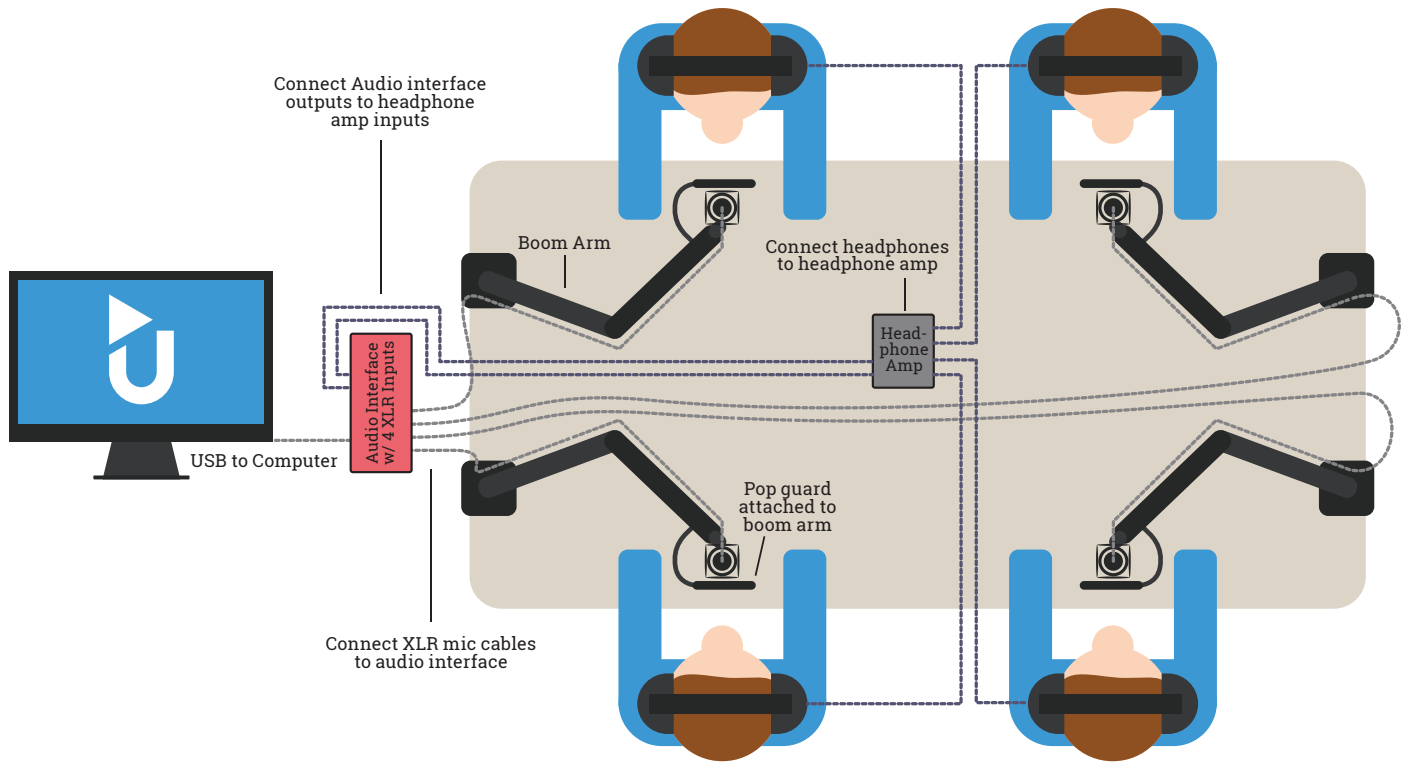 Connect Audio interface
outputs to headphone
amp inputs
Boom Arm
Connect headphones
to headphone amp
Head-
phone
Amp
Audio Interface
w/ 4 XLR Inputs
USB to Computer
Pop guard
attached to
boom arm
Connect XLR mic cables
to audio interface